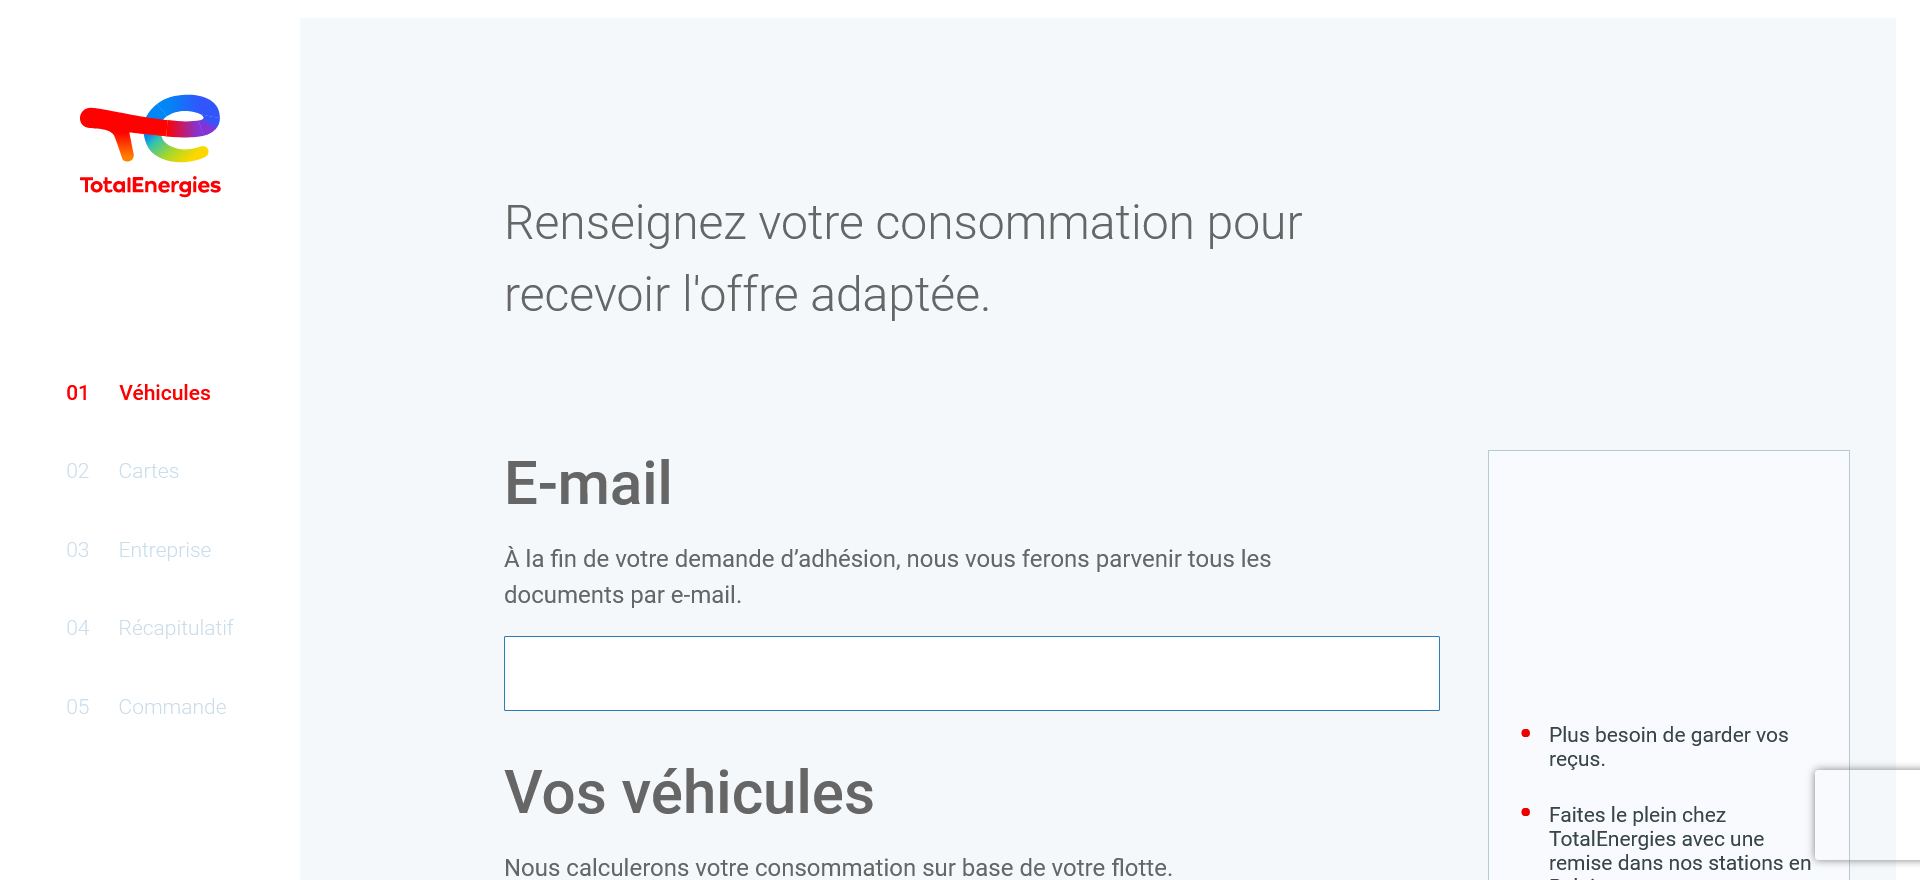 TotalEnergies
01 Véhicules
02 Cartes
03 Entreprise
04 Récapitulatif
05 Commande
Renseignez votre consommation pour
recevoir l'offre adaptée.
E-mail
À la fin de votre demande d’adhésion, nous vous ferons parvenir tous les
documents par e-mail.
Vos véhicules
Nous calculerons votre consommation sur base de votre flotte.
Plus besoin de garder vos
reçus.
Faites le plein chez
TotalEnergies avec une
remise dans nos stations en